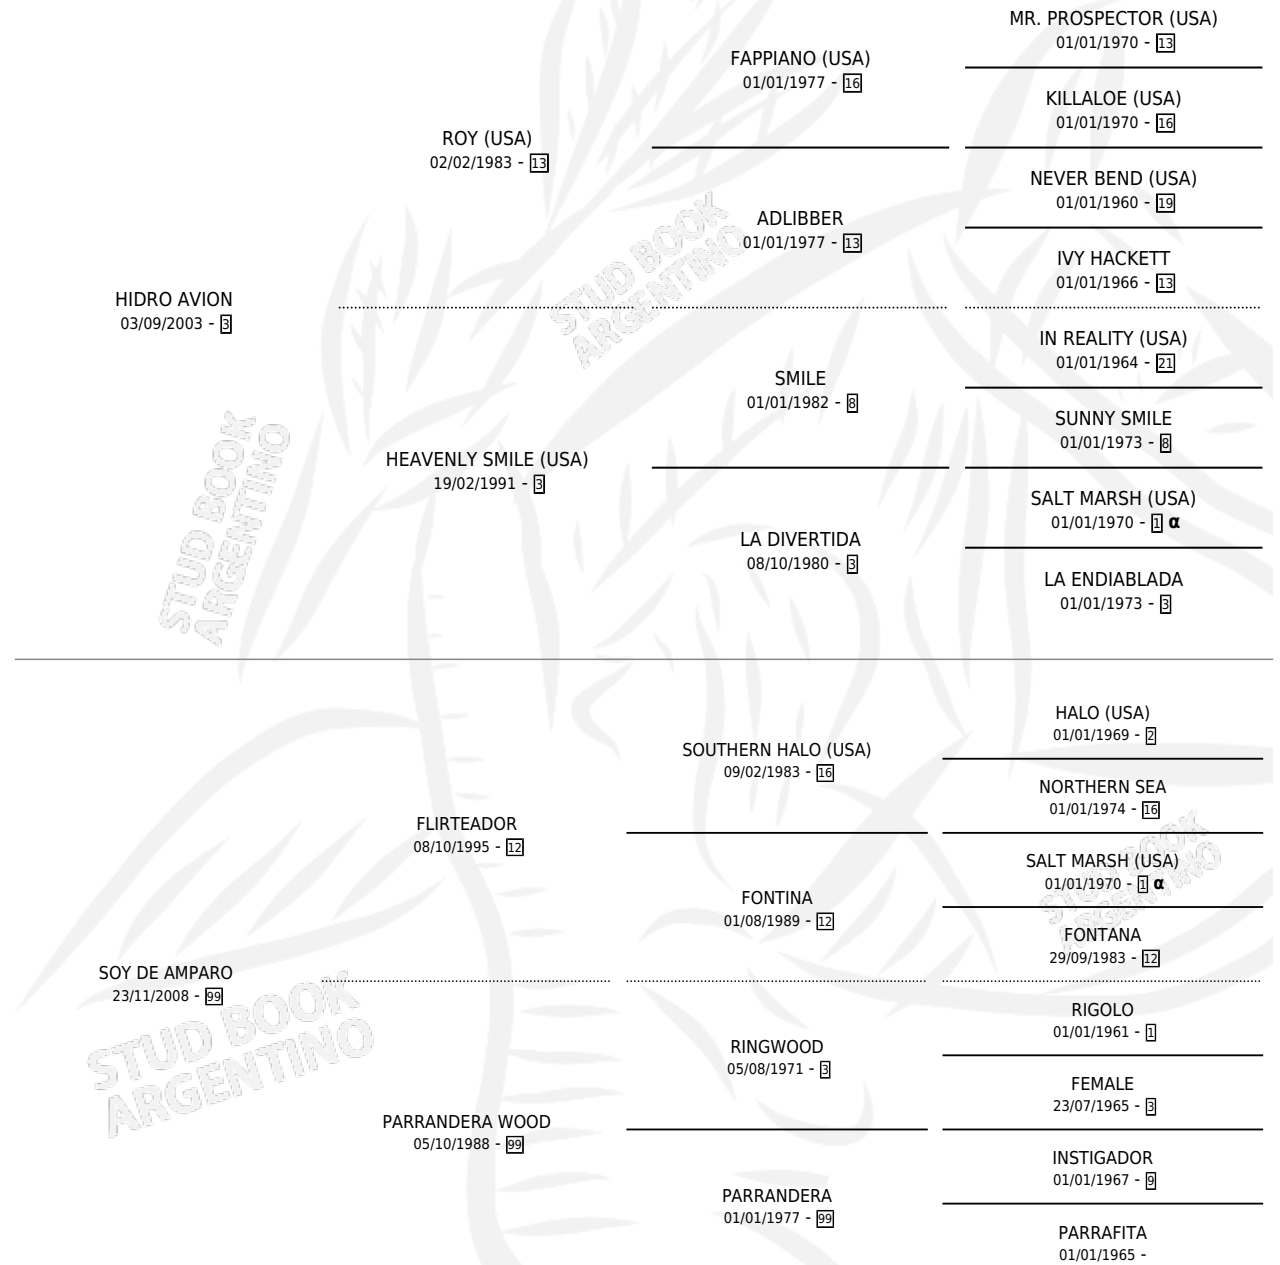 MR. PROSPECTOR (USA)
01/01/1970 - 13
FAPPIANO (USA)
01/01/1977 - 16
KILLALOE (USA)
01/01/1970 - 16
ROY (USA)
02/02/1983 - 13
NEVER BEND (USA)
01/01/1960 - 19
ADLIBBER
01/01/1977 - 13
IVY HACKETT
01/01/1966 - 13
HIDRO AVION
03/09/2003 - 3
IN REALITY (USA)
01/01/1964 - 21
SMILE
01/01/1982 - 8
SUNNY SMILE
01/01/1973 - 8
HEAVENLY SMILE (USA)
19/02/1991 - 3
SALT MARSH (USA)
01/01/1970 - 1 α
LA DIVERTIDA
08/10/1980 - 3
LA ENDIABLADA
01/01/1973 - 3
HALO (USA)
01/01/1969 - 2
SOUTHERN HALO (USA)
09/02/1983 - 16
NORTHERN SEA
01/01/1974 - 16
FLIRTEADOR
08/10/1995 - 12
SALT MARSH (USA)
01/01/1970 - 1 α
FONTINA
01/08/1989 - 12
FONTANA
29/09/1983 - 12
SOY DE AMPARO
23/11/2008 - 99
RIGOLO
01/01/1961 - 1
RINGWOOD
05/08/1971 - 3
FEMALE
23/07/1965 - 3
PARRANDERA WOOD
05/10/1988 - 99
INSTIGADOR
01/01/1967 - 9
PARRANDERA
01/01/1977 - 99
PARRAFITA
01/01/1965 -
STUD BOOK
ARGENTINO
STUD BOOK
ARGENTINO
STUD BOOK
ARGENTINO
STUD BOOK
ARGENTINO